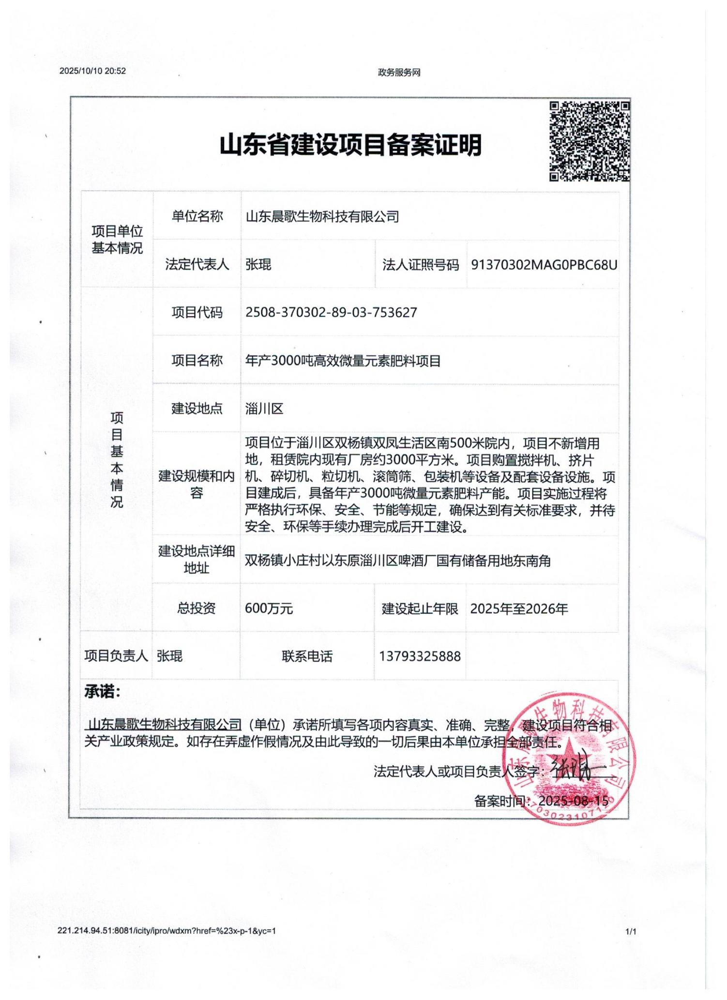 2025/10/10 20:52
政务服务网
山东省建设项目备案证明
项目单位
基本情况
单位名称
山东晨歌生物科技有限公司
法定代表人
张琨
法人证照号码
91370302MAG0PBC68U
项目基本情况
项目代码
2508-370302-89-03-753627
项目名称
年产3000吨高效微量元素肥料项目
建设地点
淄川区
建设规模和内
容
项目位于淄川区双杨镇双凤生活区南500米院内，项目不新增用
地，租赁院内现有厂房约3000平方米。项目购置搅拌机、挤片
机、碎切机、粒切机、滚筒筛、包装机等设备及配套设备设施。项
目建成后，具备年产3000吨微量元素肥料产能。项目实施过程将
严格执行环保、安全、节能等规定，确保达到有关标准要求，并待
安全、环保等手续办理完成后开工建设。
建设地点详细
地址
双杨镇小庄村以东原淄川区啤酒厂国有储备用地东南角
总投资
600万元
建设起止年限
2025年至2026年
项目负责人
张琨
联系电话
13793325888
承诺：
山东晨歌生物科技有限公司（单位）承诺所填写各项内容真实、准确、完整，建设项目符合相
关产业政策规定。如存在弄虚作假情况及由此导致的一切后果由本单位承担全部责任。
法定代表人或项目负责人签字：张琨
备案时间：2025-08-15
山东晨歌生物科技有限公司
221.214.94.51:8081/icity/ipro/wdxm?href=%23x-p-1&yc=1
1/1